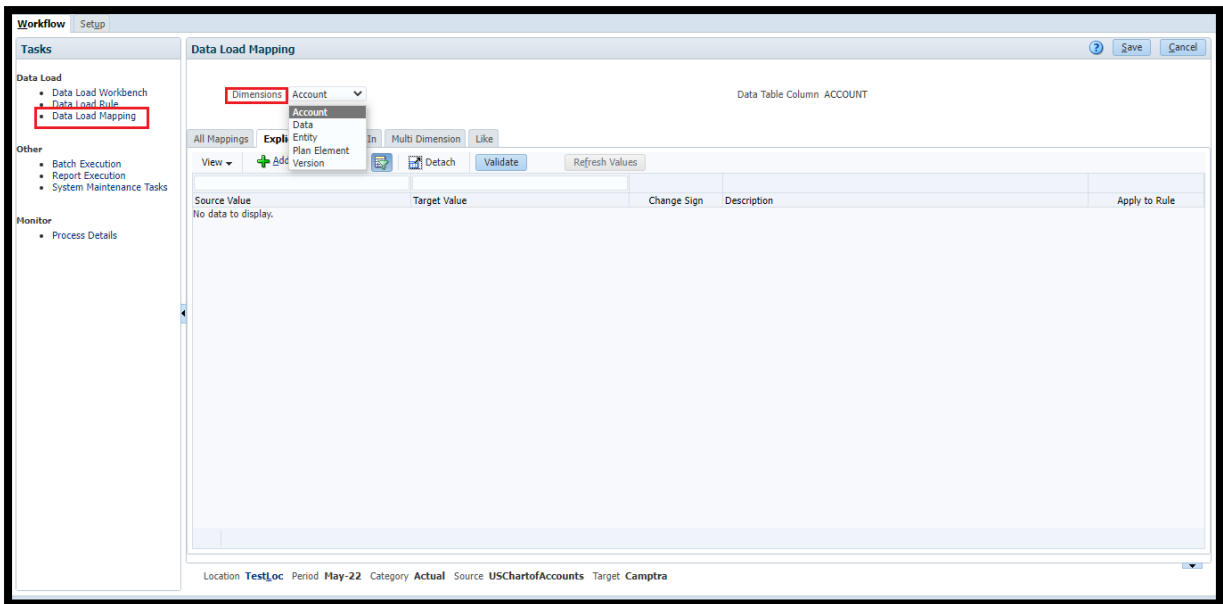 Workflow Setup
Tasks
Data Load
Data Load Workbench
Data Load Rule
Data Load Mapping
Other
Batch Execution
Report Execution
System Maintenance Tasks
Monitor
Process Details
Data Load Mapping Save Cancel
Dimensions Account Data Table Column ACCOUNT
Account
Data
Entity
Plan Element
Version
All Mappings In Multi Dimension Like
View Add Detach Validate Refresh Values
Source Value Target Value Change Sign Description Apply to Rule
No data to display.
Location TestLoc Period May-22 Category Actual Source USChartofAccounts Target Camptra